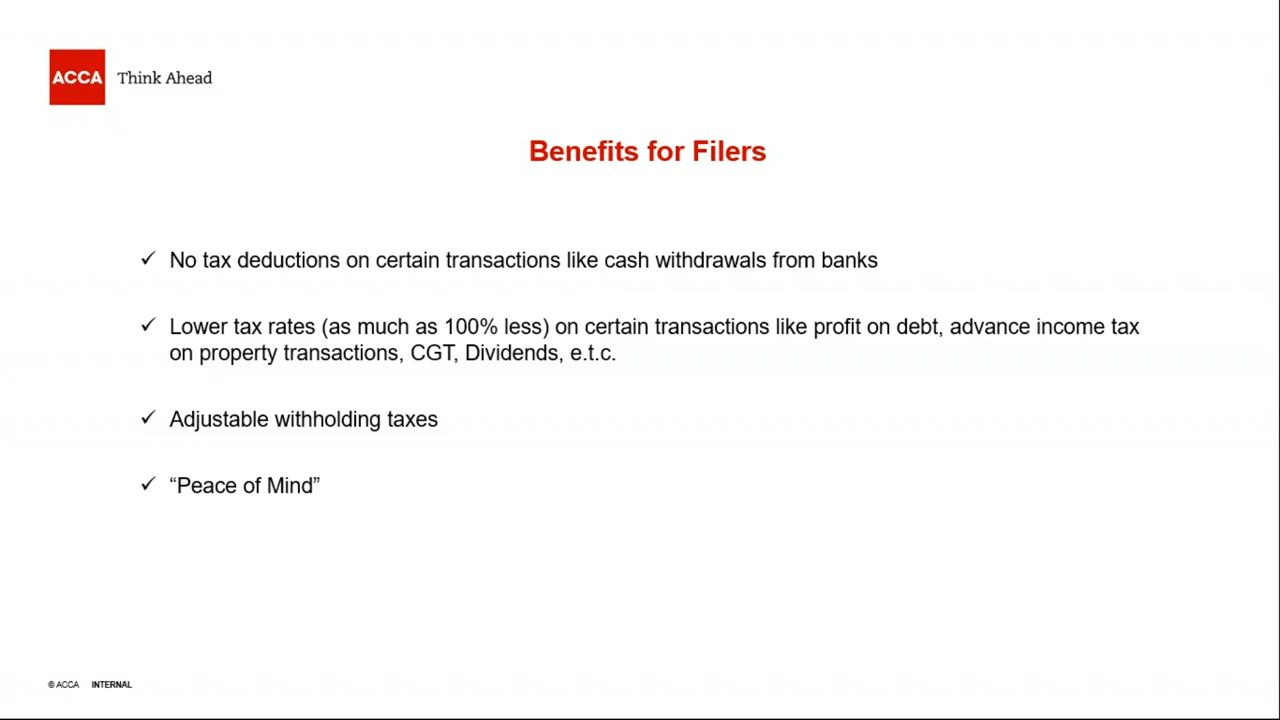 ACCA Think Ahead
Benefits for Filers
✓ No tax deductions on certain transactions like cash withdrawals from banks
✓ Lower tax rates (as much as 100% less) on certain transactions like profit on debt, advance income tax
on property transactions, CGT, Dividends, e.t.c.
✓ Adjustable withholding taxes
✓ “Peace of Mind”
© ACCA INTERNAL